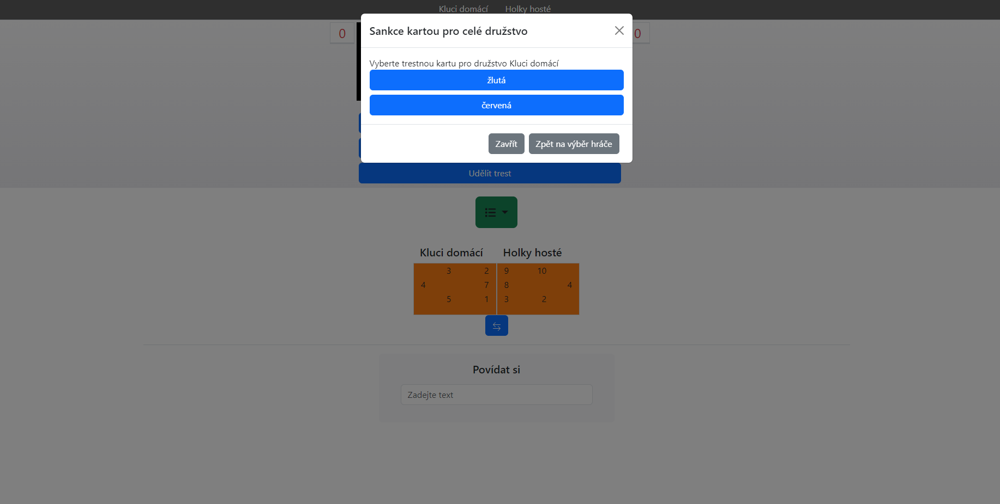 Kluci domácí Holky hosté
Sankce kartou pro celé družstvo
0 0
Vyberte trestnou kartu pro družstvo Kluci domácí
žlutá
červená
Zavřít Zpět na výběr hráče
Udělit trest
Kluci domácí Holky hosté
3 2 9 10
4 7 8 4
5 1 3 2
Povídat si
Zadejte text